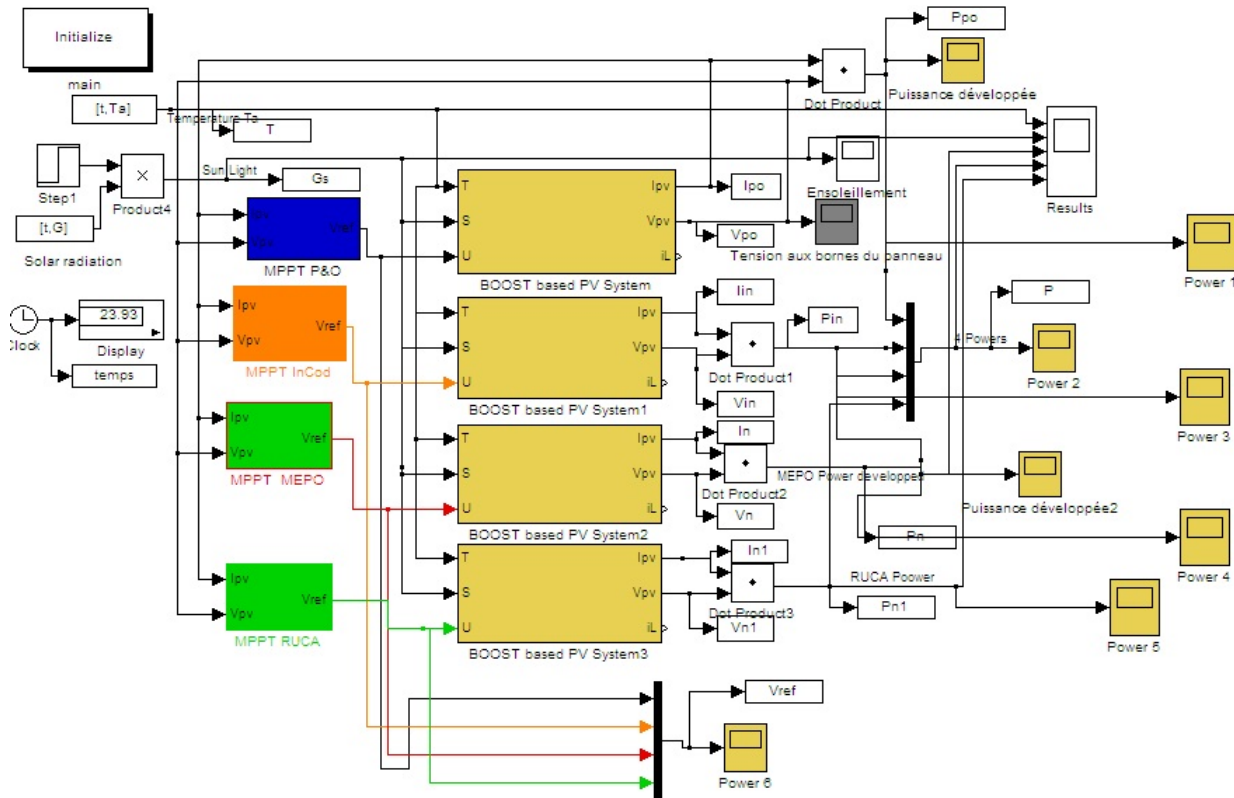 Initialize
main
[t,Ta]
Temperature Ta
T
Step1
Product4
Sun Light
Gs
[t,G]
Solar radiation
Ipv
Vpv
Vref
MPPT P&O
Clock
23.93
Display
temps
Ipv
Vpv
Vref
MPPT InCod
Ipv
Vpv
Vref
MPPT MEPO
Ipv
Vpv
Vref
MPPT RUCA
T
S
U
Ipv
Vpv
iL
BOOST based PV System
T
S
U
Ipv
Vpv
iL
BOOST based PV System1
T
S
U
Ipv
Vpv
iL
BOOST based PV System2
T
S
U
Ipv
Vpv
iL
BOOST based PV System3
Dot Product
Ppo
Puissance développée
Ipo
Vpo
Ensoleillement
Tension aux bornes du panneau
Results
Power 1
Iin
Pin
Dot Product1
Vin
4 Powers
P
Power 2
Power 3
In
Dot Product2
MEPO Power developped
Vn
Puissance développée2
Pn
Power 4
In1
Dot Product3
RUCA Poower
Vn1
Pn1
Power 5
Vref
Power 6